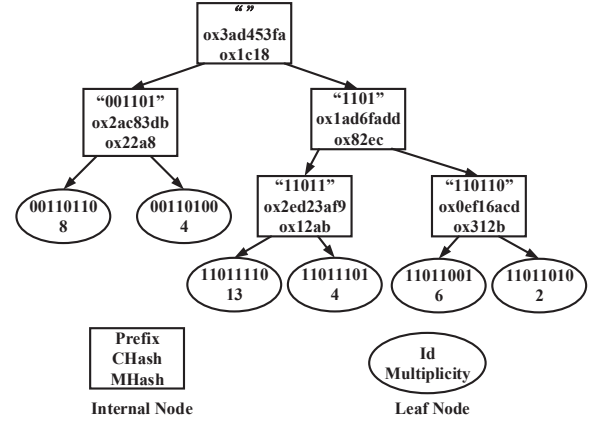 “ ”
ox3ad453fa
ox1c18
“001101”
ox2ac83db
ox22a8
“1101”
ox1ad6fadd
ox82ec
00110110
8
00110100
4
“11011”
ox2ed23af9
ox12ab
“110110”
ox0ef16acd
ox312b
11011110
13
11011101
4
11011001
6
11011010
2
Prefix
CHash
MHash
Internal Node
Id
Multiplicity
Leaf Node